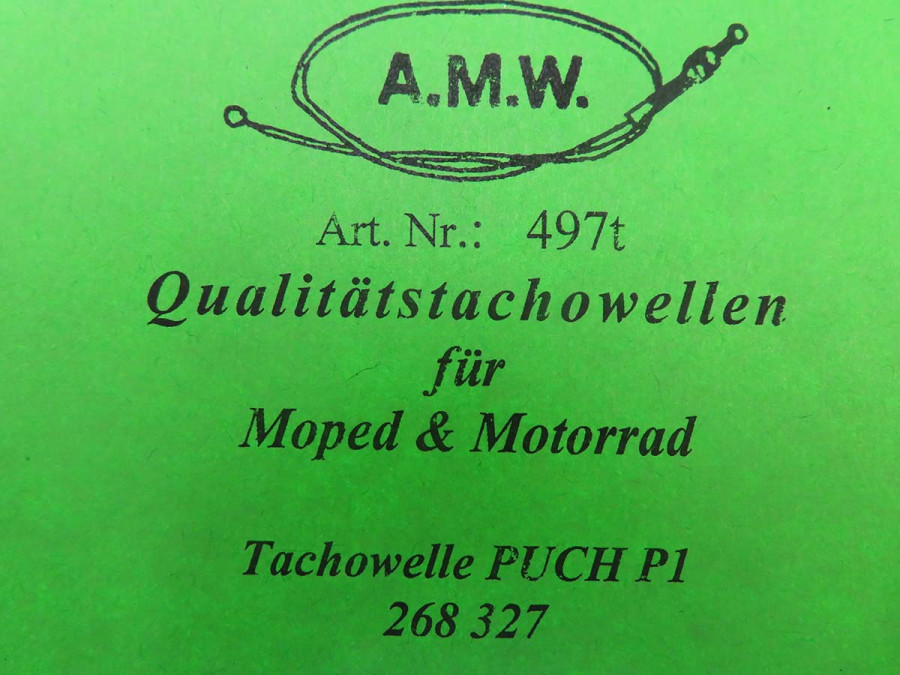 A.M.W.
Art. Nr.: 497t
Qualitätstachowellen
für
Moped & Motorrad
Tachowelle PUCH P1
268 327